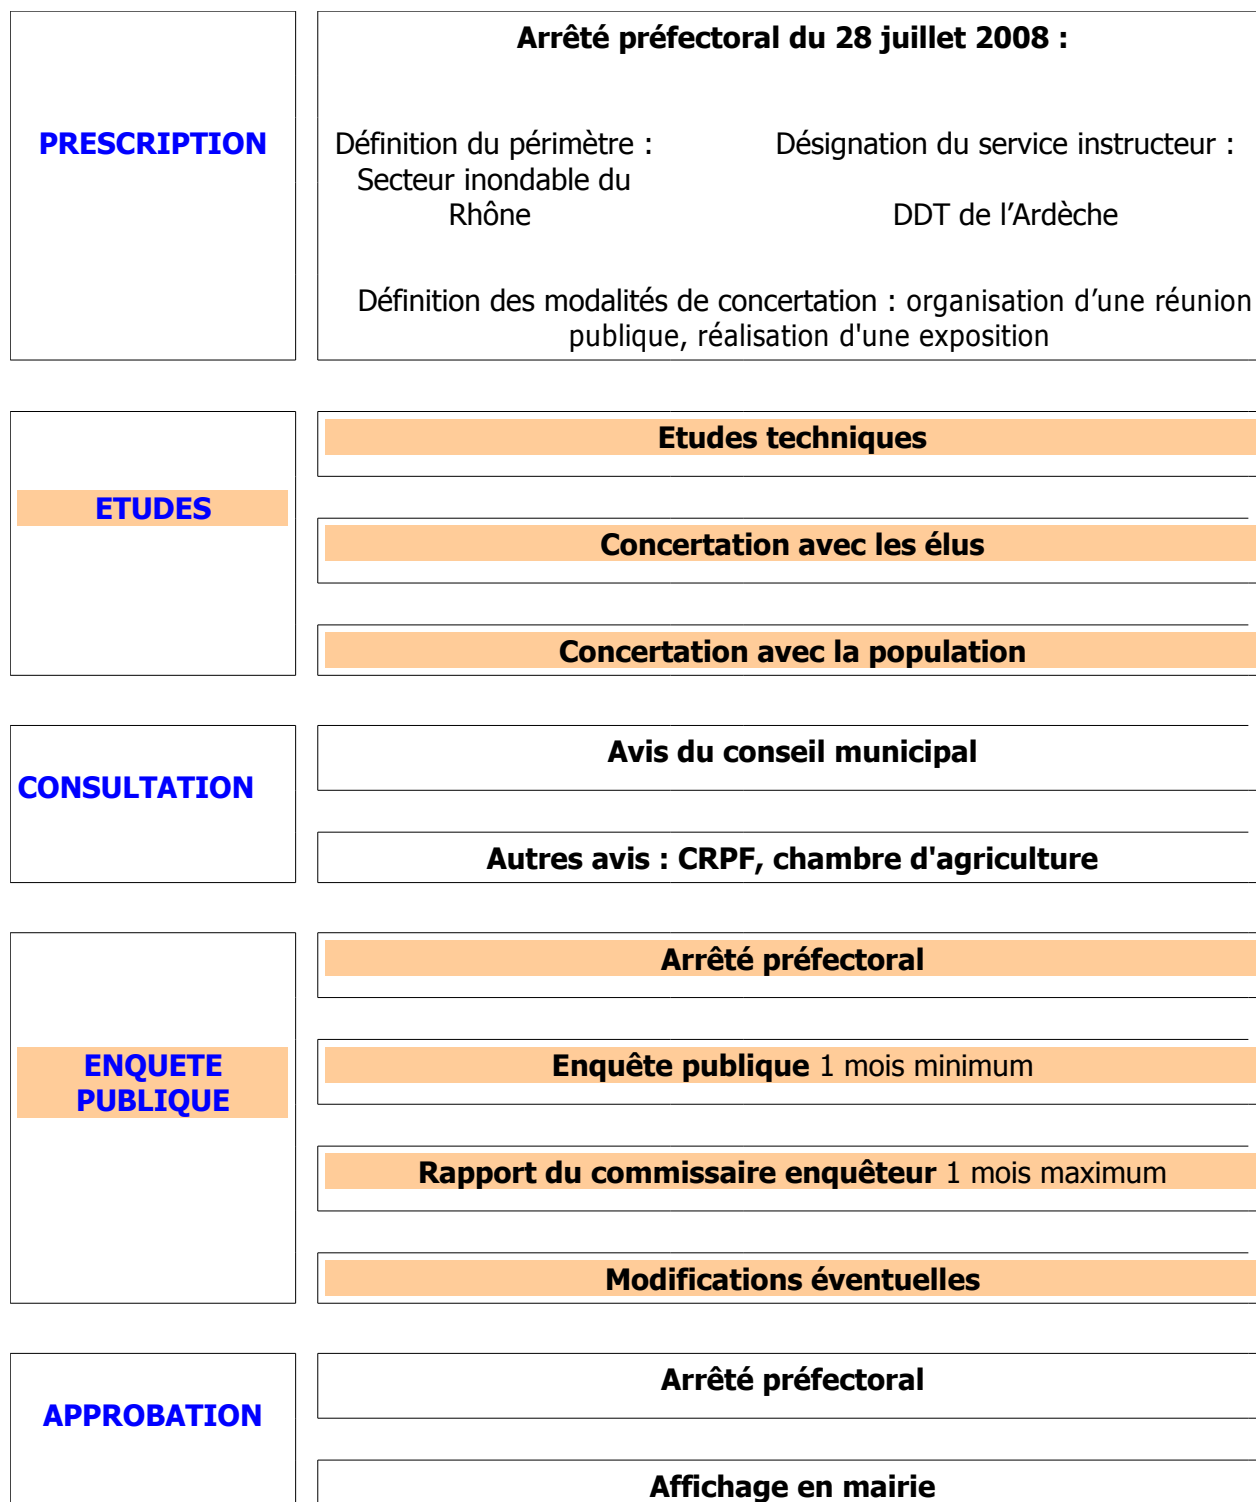 Arrêté préfectoral du 28 juillet 2008 :
PRESCRIPTION
Définition du périmètre :
Secteur inondable du
Rhône
Désignation du service instructeur :
DDT de l’Ardèche
Définition des modalités de concertation : organisation d’une réunion
publique, réalisation d'une exposition
ETUDES
Etudes techniques
Concertation avec les élus
Concertation avec la population
CONSULTATION
Avis du conseil municipal
Autres avis : CRPF, chambre d'agriculture
ENQUETE
PUBLIQUE
Arrêté préfectoral
Enquête publique 1 mois minimum
Rapport du commissaire enquêteur 1 mois maximum
Modifications éventuelles
APPROBATION
Arrêté préfectoral
Affichage en mairie